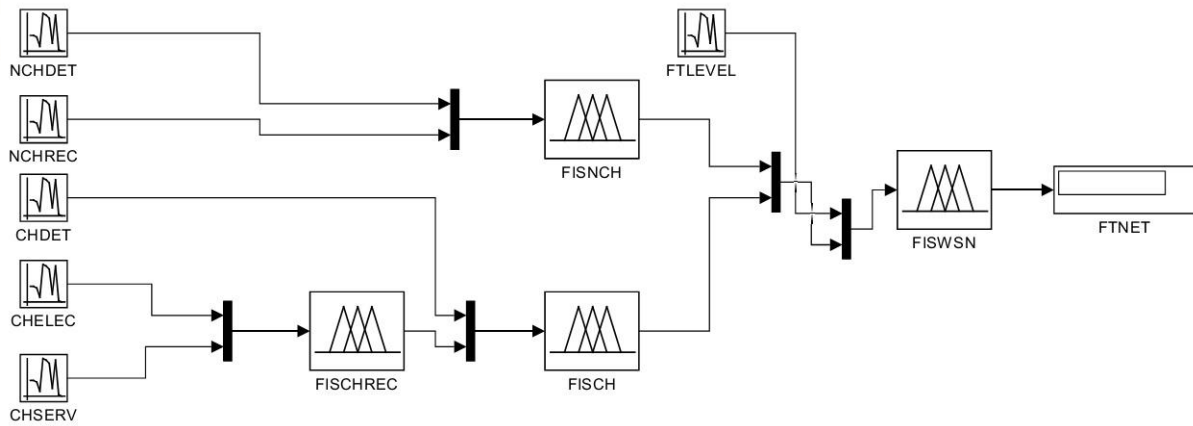 NCHDET
FTLEVEL
NCHREC
FISNCH
CHDET
FISWSN
FTNET
CHELEC
FISCHREC
FISCH
CHSERV